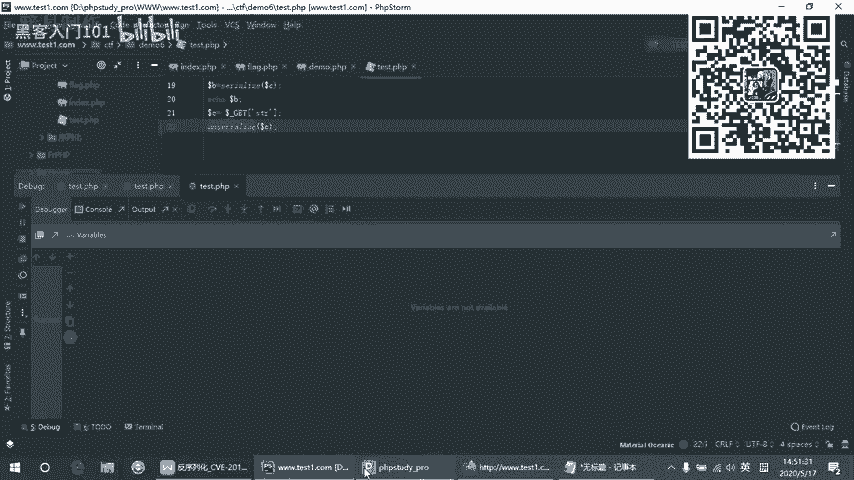 www.test1.com [D:\phpstudy_pro\WWW\www.test1.com] - ...\ctf\demo6\test.php [www.test1.com] - PhpStorm
黑客入门101 bilibili
Tools VCS Window Help
www.test1.com ctf demo6 test.php
Project index.php flag.php demo.php test.php
1: Project
Database
flag.php
index.php
test.php
19 $b=serialize($c);
20 echo $b;
21 $c= $_GET['str'];
unserialize($c);
Debug: test.php test.php test.php
Debugger Console Output
Variables
Variables are not available
7: Structure
2: Favorites
5: Debug 6: TODO Terminal Event Log
Material Oceanic CRLF UTF-8 4 spaces
反序列化_CVE-201... www.test1.com [D... phpstudy_pro http://www.test1.c... *无标题 - 记事本 英
14:51:31
2020/5/17
2